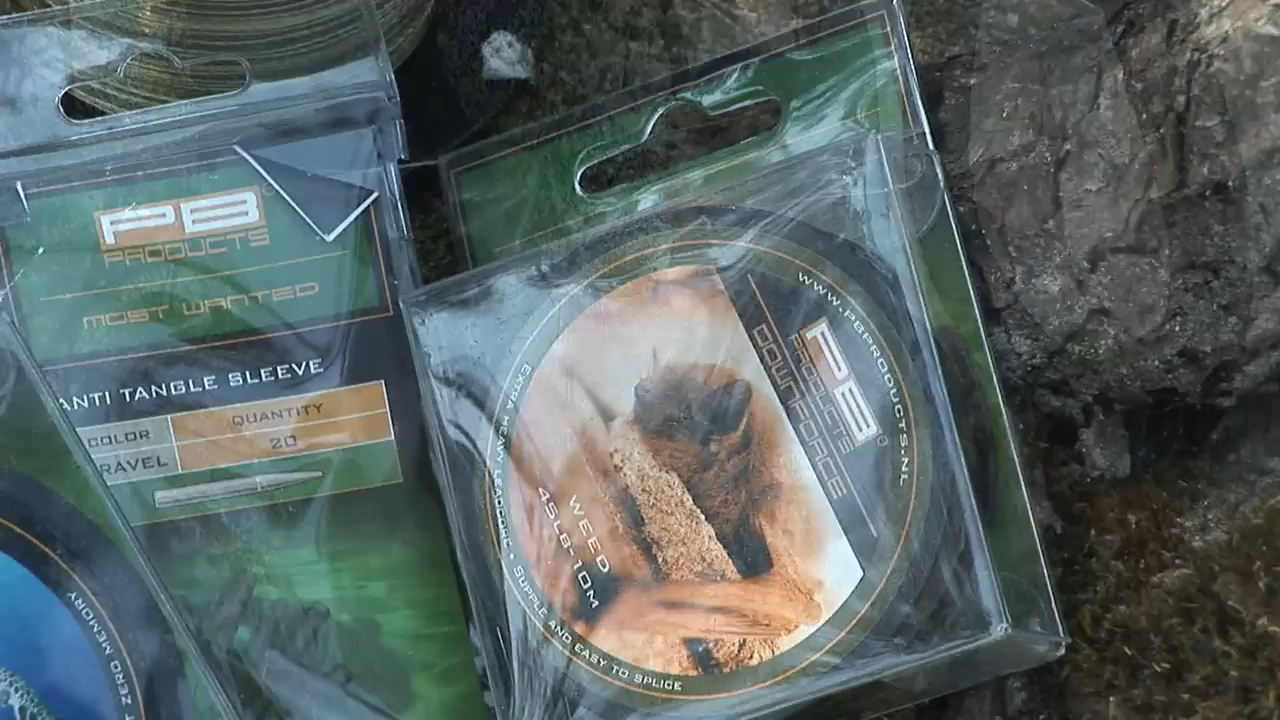 PB
PRODUCTS
MOST WANTED
ANTI TANGLE SLEEVE
COLOR
QUANTITY
RAVEL
20
T ZERO MEMORY
WWW.PBPRODUCTS.NL
PB
PRODUCTS
DOWNFORCE
WEED
45LB-10M
EXTRA HEAVY LEADCORE • SUPPLE AND EASY TO SPLICE